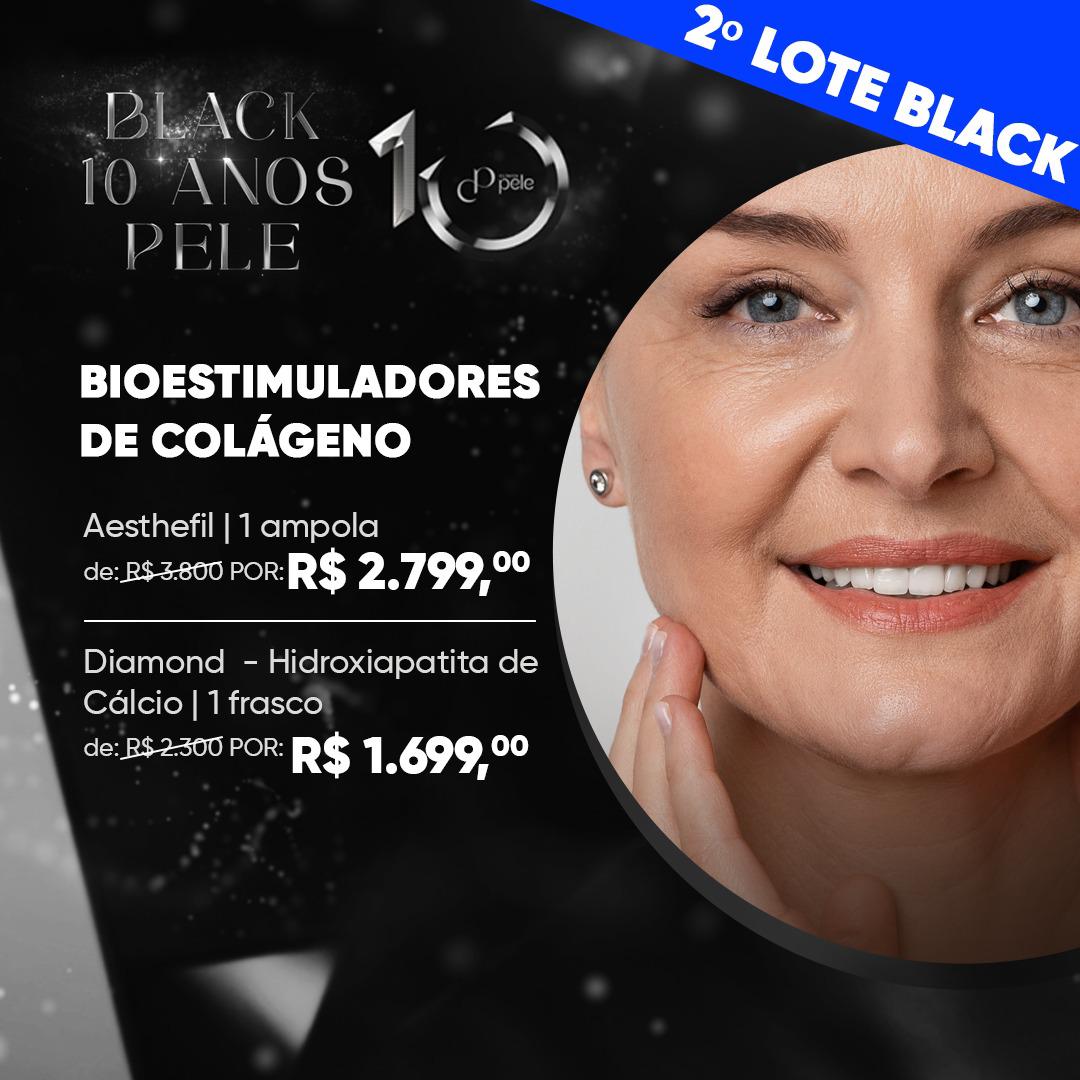 2º LOTE BLACK
BLACK
10 ANOS
PELE
10
pele
BIOESTIMULADORES
DE COLÁGENO
Aesthefil | 1 ampola
de: R$ 3.800 POR: R$ 2.799,00
Diamond - Hidroxiapatita de
Cálcio | 1 frasco
de: R$ 2.300 POR: R$ 1.699,00